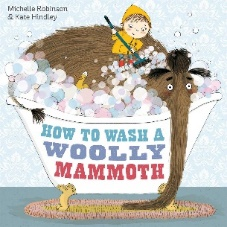 Michelle Robinson
& Kate Hindley
HOW TO WASH A
WOOLLY
MAMMOTH